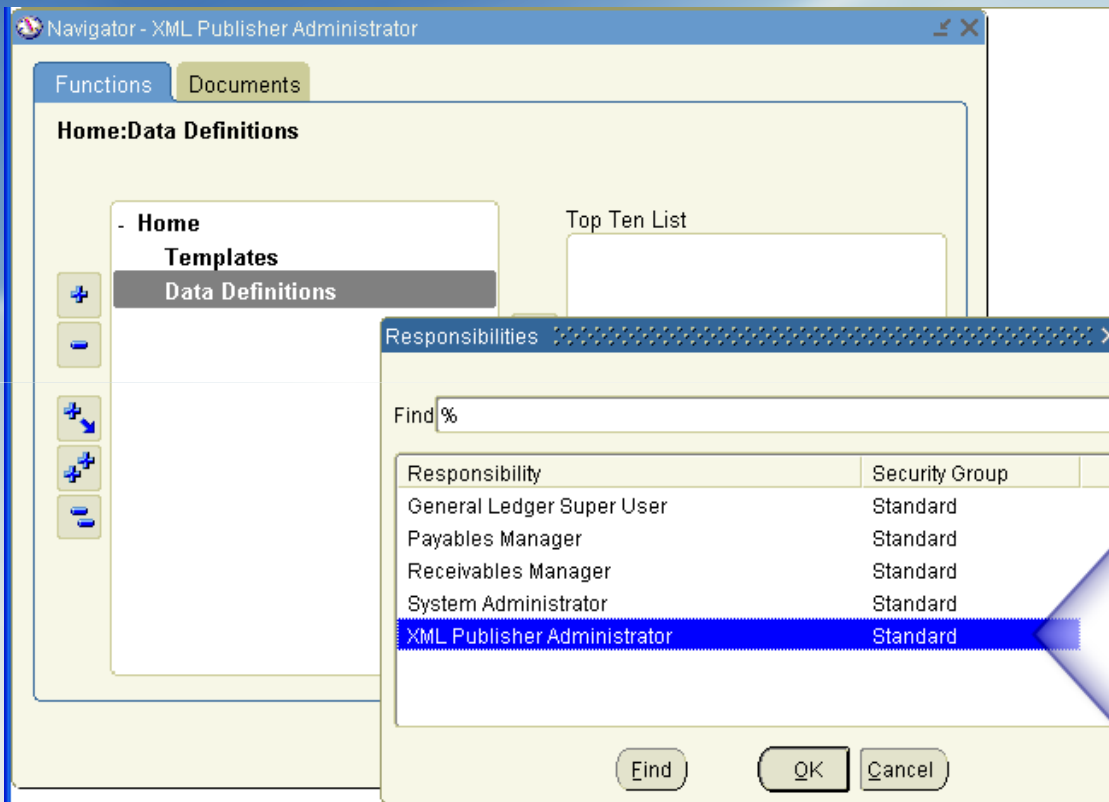 Navigator - XML Publisher Administrator
Functions Documents
Home:Data Definitions
- Home
Templates
Data Definitions
Top Ten List
Responsibilities
Find %
Responsibility Security Group
General Ledger Super User Standard
Payables Manager Standard
Receivables Manager Standard
System Administrator Standard
XML Publisher Administrator Standard
Find OK Cancel